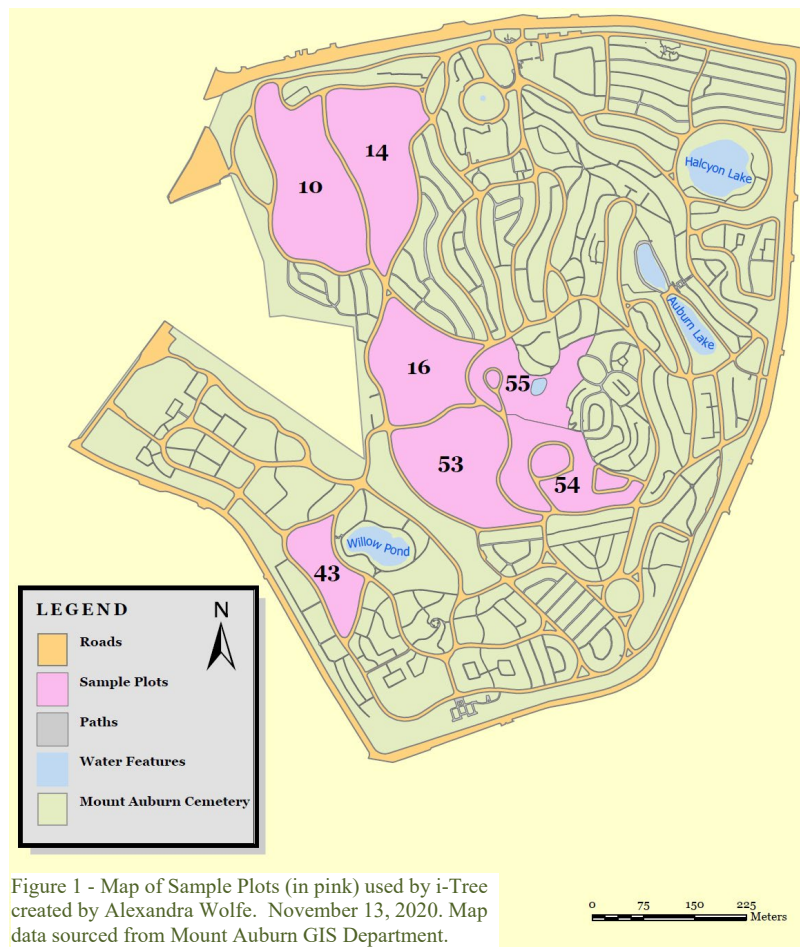 14
10
Halcyon Lake
Auburn Lake
16
55
53
54
Willow Pond
43
LEGEND
N
Roads
Sample Plots
Paths
Water Features
Mount Auburn Cemetery
Figure 1 - Map of Sample Plots (in pink) used by i-Tree
created by Alexandra Wolfe.  November 13, 2020. Map
data sourced from Mount Auburn GIS Department.
0 75 150 225
Meters